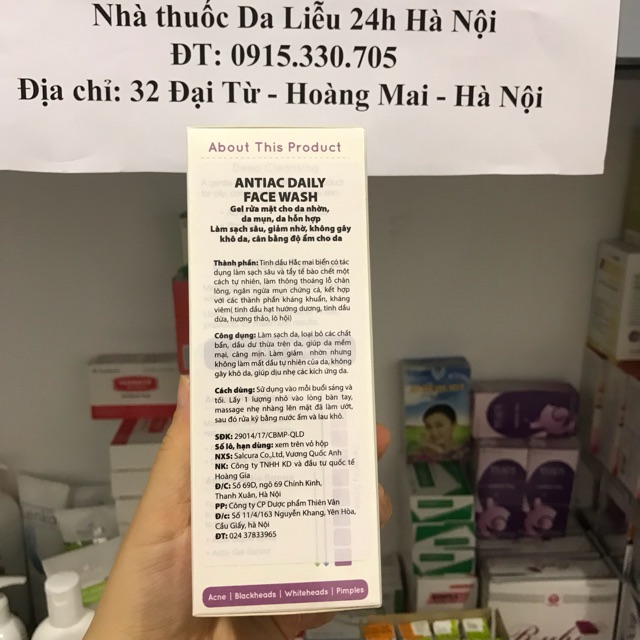 Nhà thuốc Da Liễu 24h Hà Nội
ĐT: 0915.330.705
Địa chỉ: 32 Đại Từ - Hoàng Mai - Hà Nội
About This Product
ANTIAC DAILY
FACE WASH
Gel rửa mặt cho da nhờn,
da mụn, da hỗn hợp
Làm sạch sâu, giảm nhờ, không gây
khô da, cân bằng độ ẩm cho da
Thành phần: Tinh dầu Hắc mai biển có tác
dụng làm sạch sâu và tẩy tế bào chết một
cách tự nhiên, làm thông thoáng lỗ chân
lông, ngăn ngừa mụn chứng cá, kết hợp
với các thành phần kháng khuẩn, kháng
viêm( tinh dầu hạt hướng dương, tinh dầu
dừa, hương thảo, lô hội)
Công dụng: Làm sạch da, loại bỏ các chất
bẩn, dầu dư thừa trên da, giúp da mềm
mại, căng mịn. Làm giảm nhờn nhưng
không làm mất dầu tự nhiên của da, không
gây khô da, giúp dịu nhẹ các kích ứng da.
Cách dùng: Sử dụng vào mỗi buổi sáng và
tối. Lấy 1 lượng nhỏ vào lòng bàn tay,
massage nhẹ nhàng lên mặt đã làm ướt,
sau đó rửa kỹ bằng nước ấm và lau khô.
SĐK: 29014/17/CBMP-QLD
Số lô, hạn dùng: xem trên vỏ hộp
NXS: Salcura Co,.Ltd, Vương Quốc Anh
NK: Công ty TNHH KD và đầu tư quốc tế
Hoàng Gia
Đ/C: Số 69D, ngõ 69 Chính Kinh,
Thanh Xuân, Hà Nội
PP: Công ty CP Dược phẩm Thiên Vân
Đ/c: Số 11/4/163 Nguyễn Khang, Yên Hòa,
Cầu Giấy, hà Nội
ĐT: 024 37833965
Acne | Blackheads | Whiteheads | Pimples